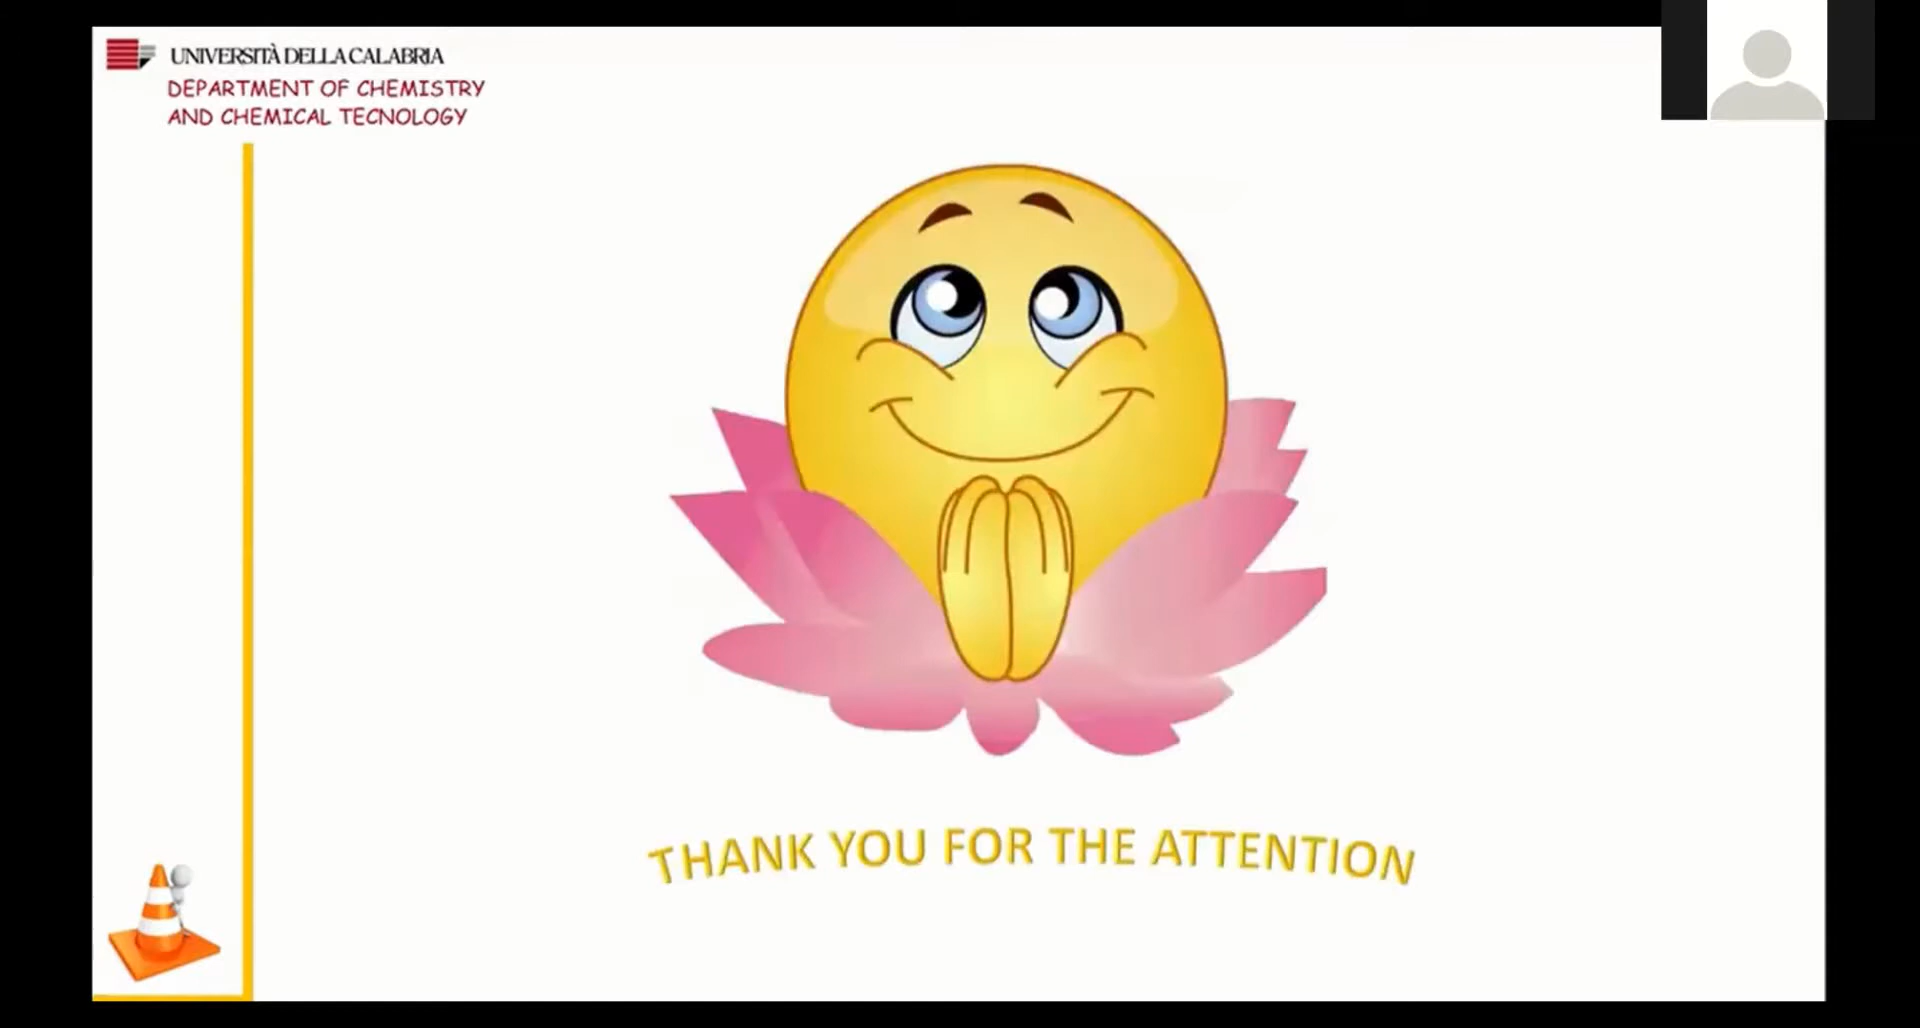 UNIVERSITÀ DELLA CALABRIA
DEPARTMENT OF CHEMISTRY
AND CHEMICAL TECNOLOGY
THANK YOU FOR THE ATTENTION